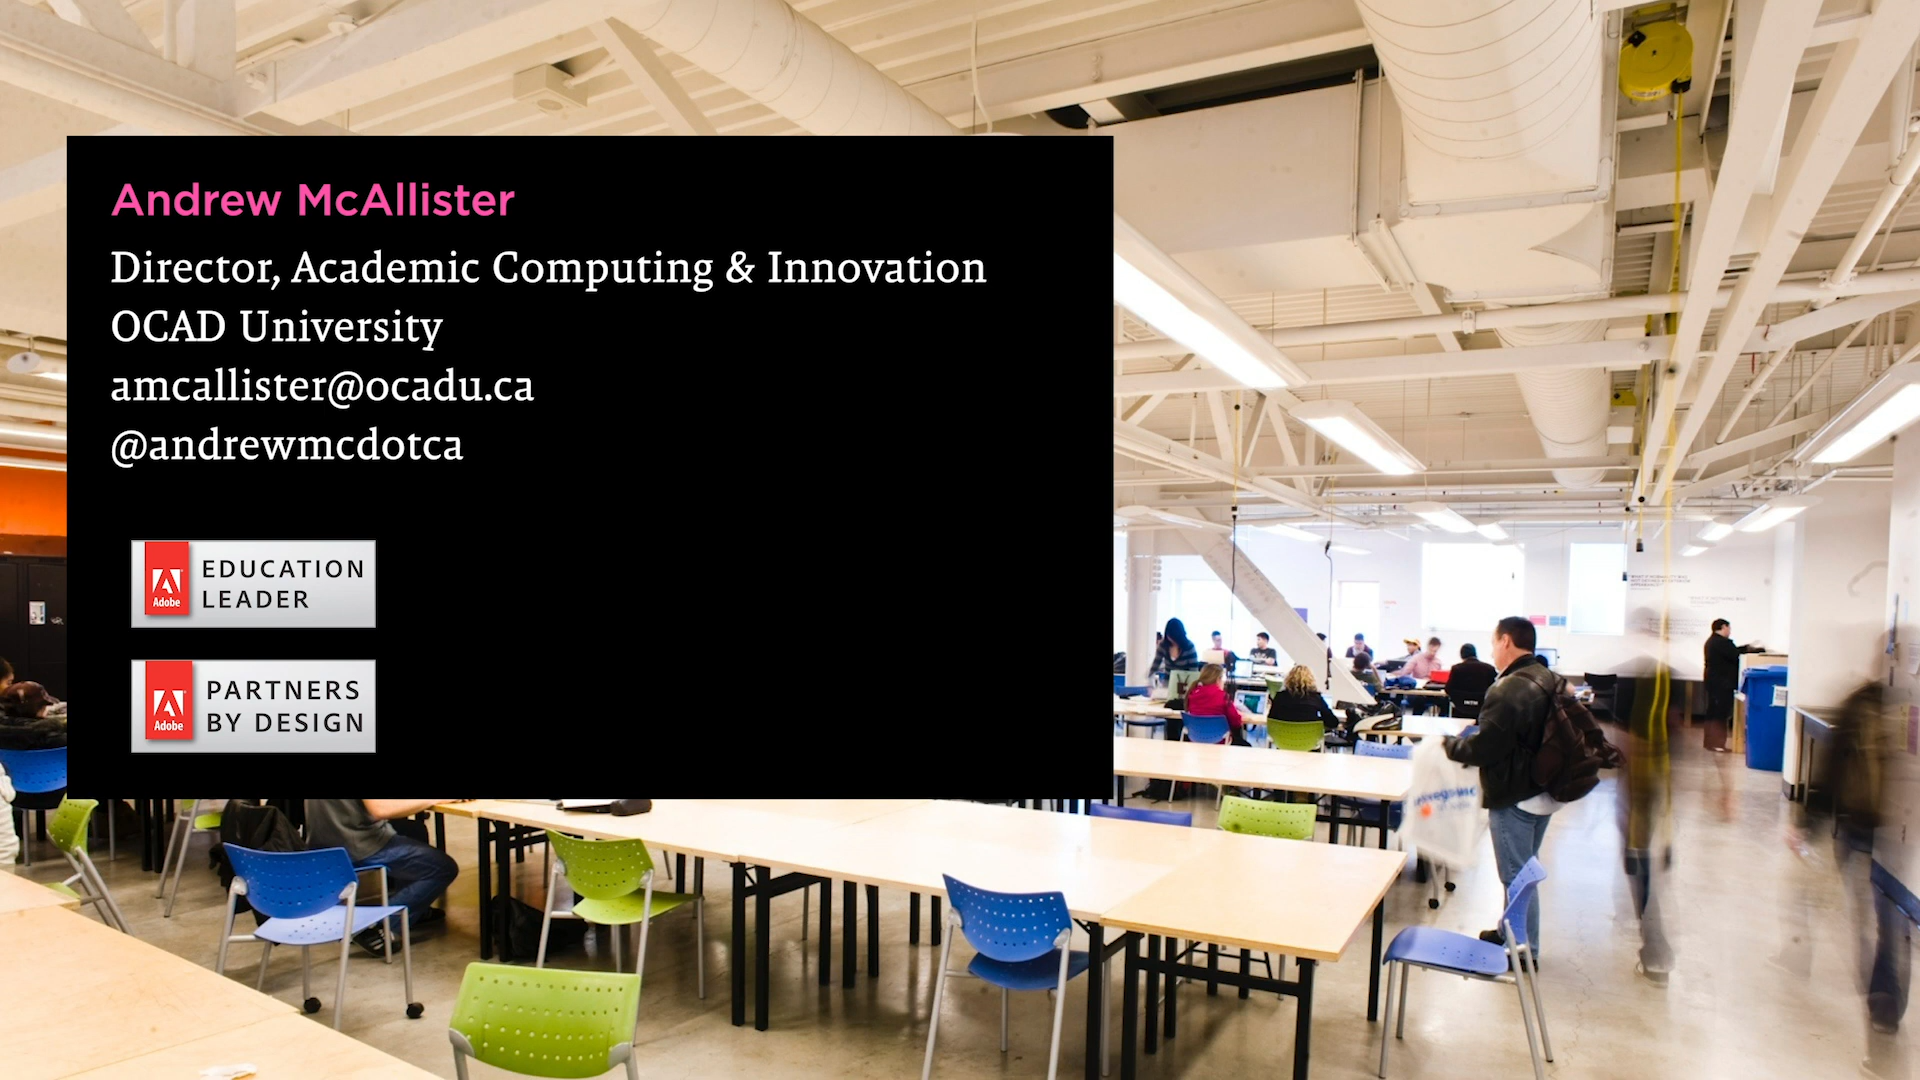 Andrew McAllister
Director, Academic Computing & Innovation
OCAD University
amcallister@ocadu.ca
@andrewmcdotca
Adobe
EDUCATION
LEADER
Adobe
PARTNERS
BY DESIGN